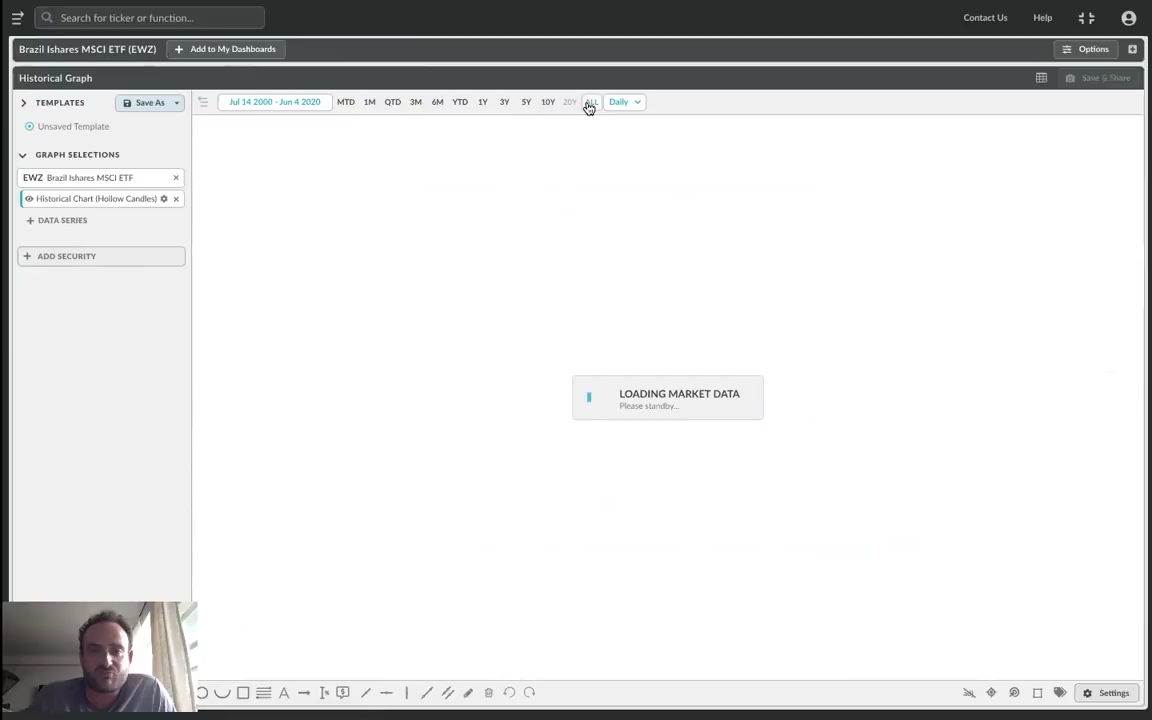 Search for ticker or function...
Contact Us
Help
Brazil Ishares MSCI ETF (EWZ)
Add to My Dashboards
Options
Historical Graph
Save & Share
TEMPLATES
Save As
Jul 14 2000 - Jun 4 2020
MTD
1M
QTD
3M
6M
YTD
1Y
3Y
5Y
10Y
20Y
ALL
Daily
Unsaved Template
GRAPH SELECTIONS
EWZ Brazil Ishares MSCI ETF
Historical Chart (Hollow Candles)
DATA SERIES
ADD SECURITY
LOADING MARKET DATA
Please standby...
Settings